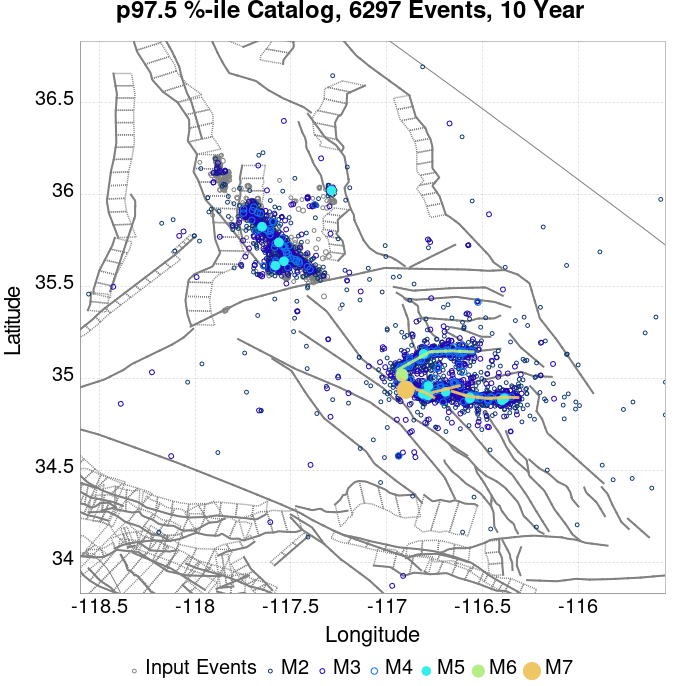 p97.5 %-ile Catalog, 6297 Events, 10 Year
36.5
36
35.5
35
34.5
34
Latitude
-118.5 -118 -117.5 -117 -116.5 -116
Longitude
Input Events M2 M3 M4 M5 M6 M7